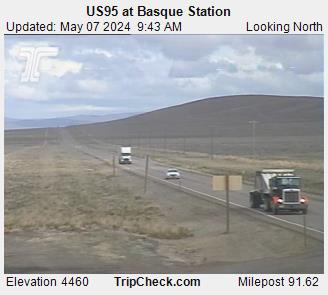 US95 at Basque Station
Updated: May 07 2024 9:43 AM Looking North
Elevation 4460 TripCheck.com Milepost 91.62